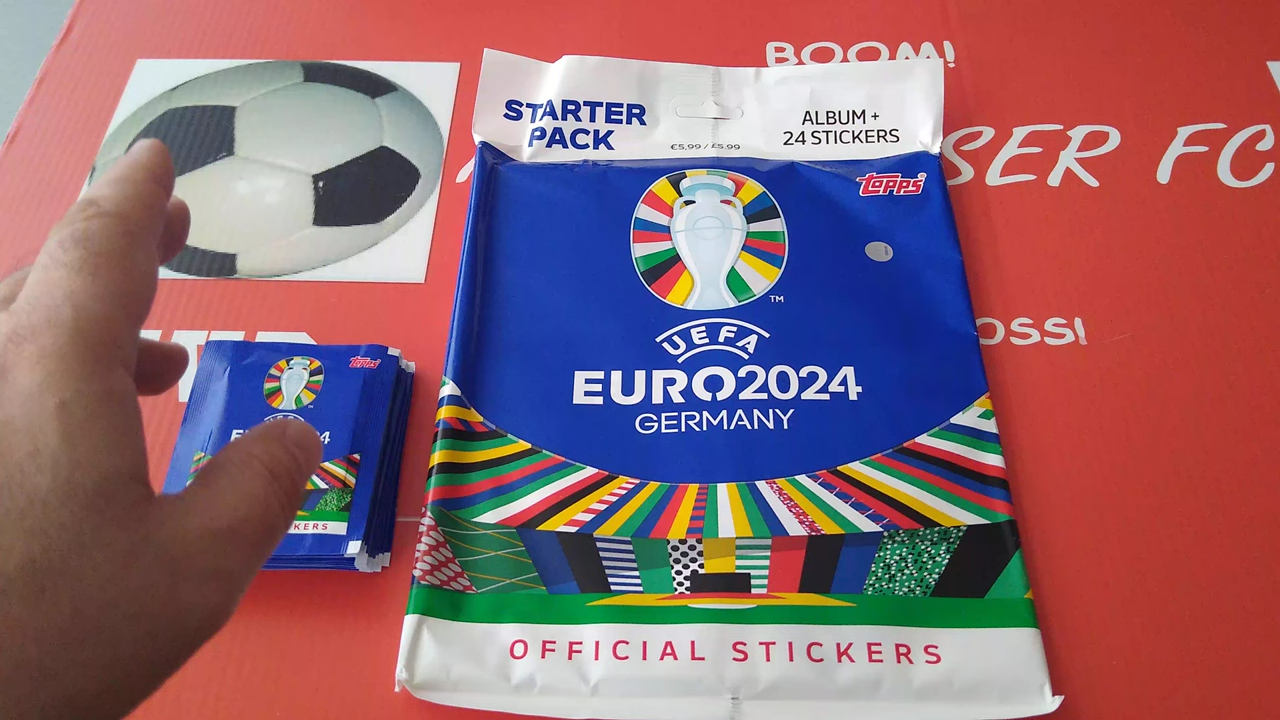 BOOM!
STARTER
PACK
€5,99 / £5.99
ALBUM +
24 STICKERS
SER FC
topps
TM
UEFA
EURO2024
GERMANY
OSSI
topps
OFFICIAL STICKERS